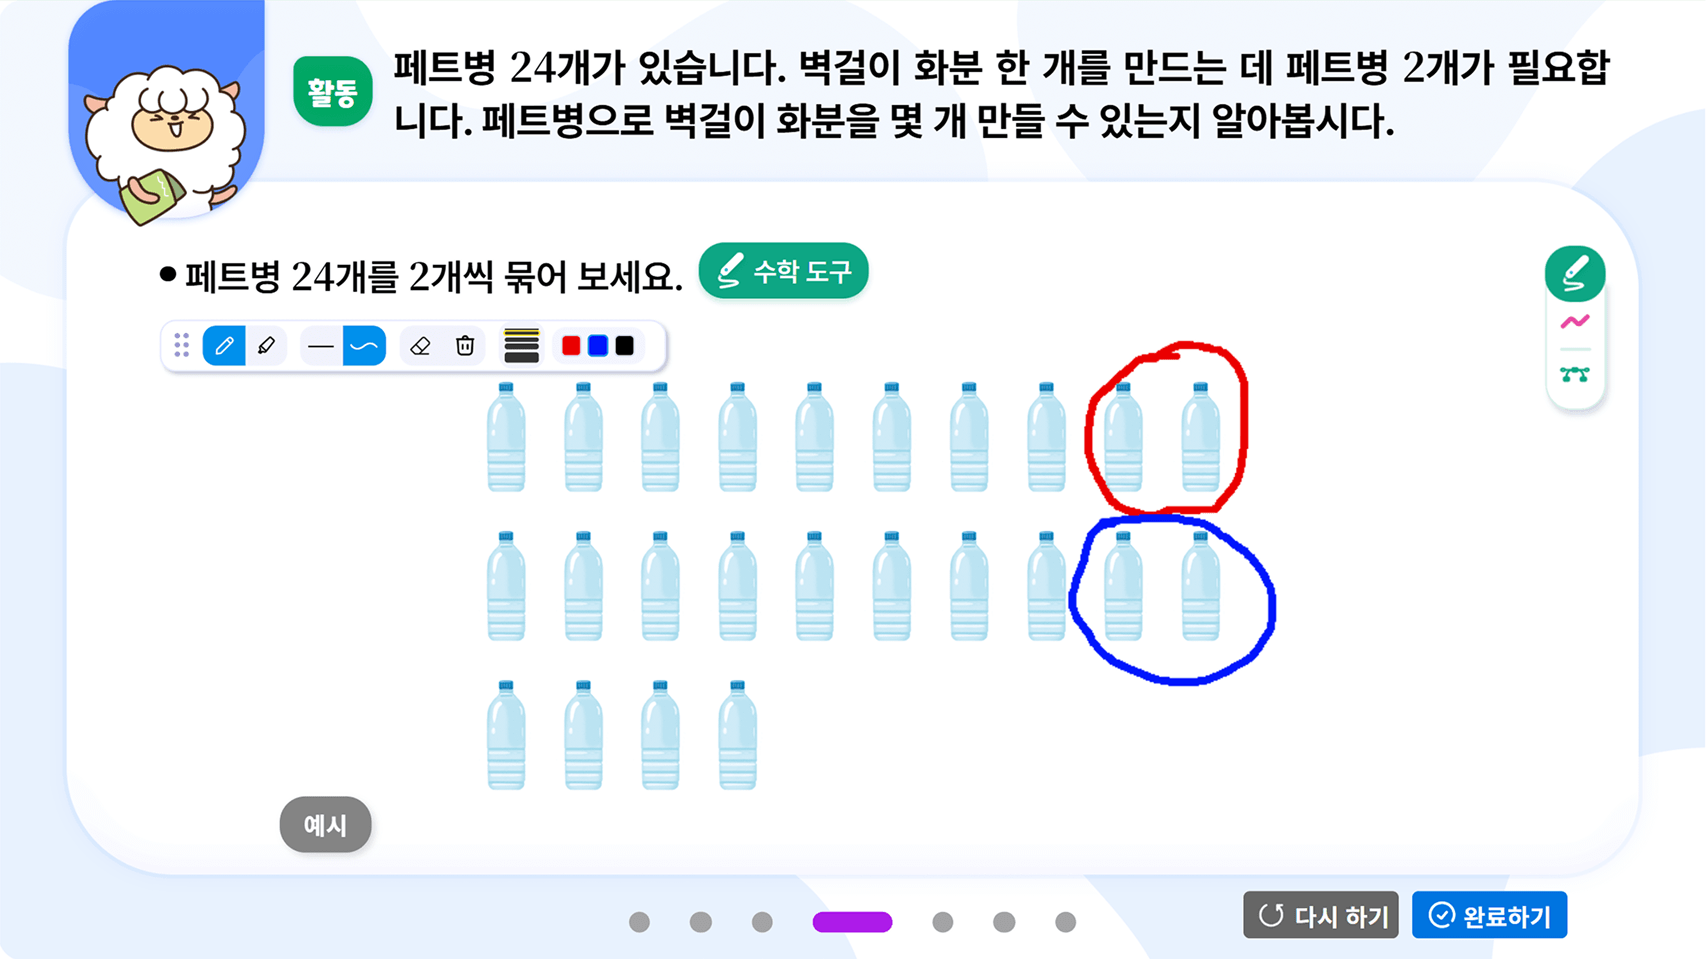 활동
페트병 24개가 있습니다. 벽걸이 화분 한 개를 만드는 데 페트병 2개가 필요합
니다. 페트병으로 벽걸이 화분을 몇 개 만들 수 있는지 알아봅시다.
● 페트병 24개를 2개씩 묶어 보세요.
수학 도구
예시
다시 하기
완료하기